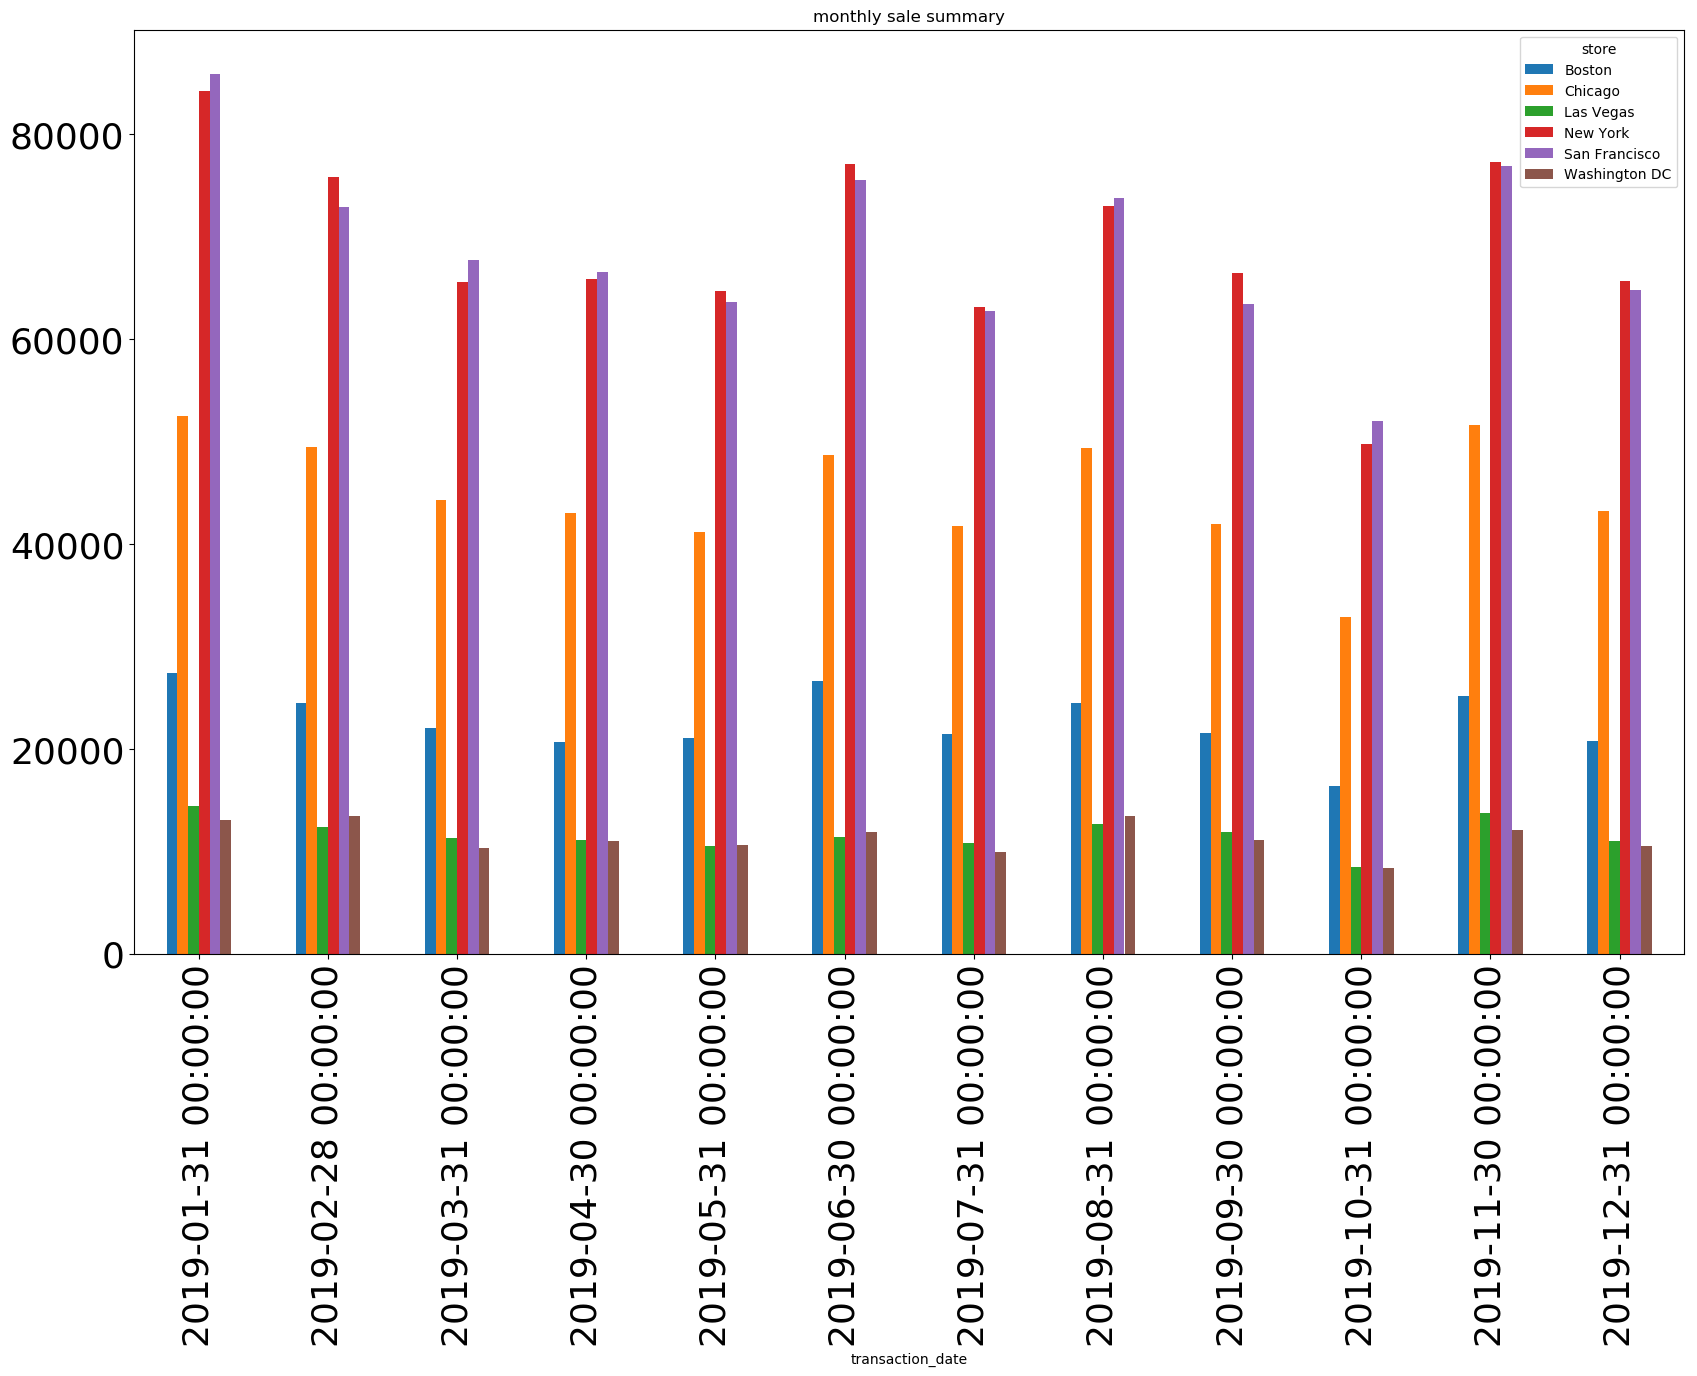 monthly sale summary
store
Boston
Chicago
Las Vegas
New York
San Francisco
Washington DC
80000
60000
40000
20000
0
2019-01-31 00:00:00
2019-02-28 00:00:00
2019-03-31 00:00:00
2019-04-30 00:00:00
2019-05-31 00:00:00
2019-06-30 00:00:00
2019-07-31 00:00:00
2019-08-31 00:00:00
2019-09-30 00:00:00
2019-10-31 00:00:00
2019-11-30 00:00:00
2019-12-31 00:00:00
transaction_date